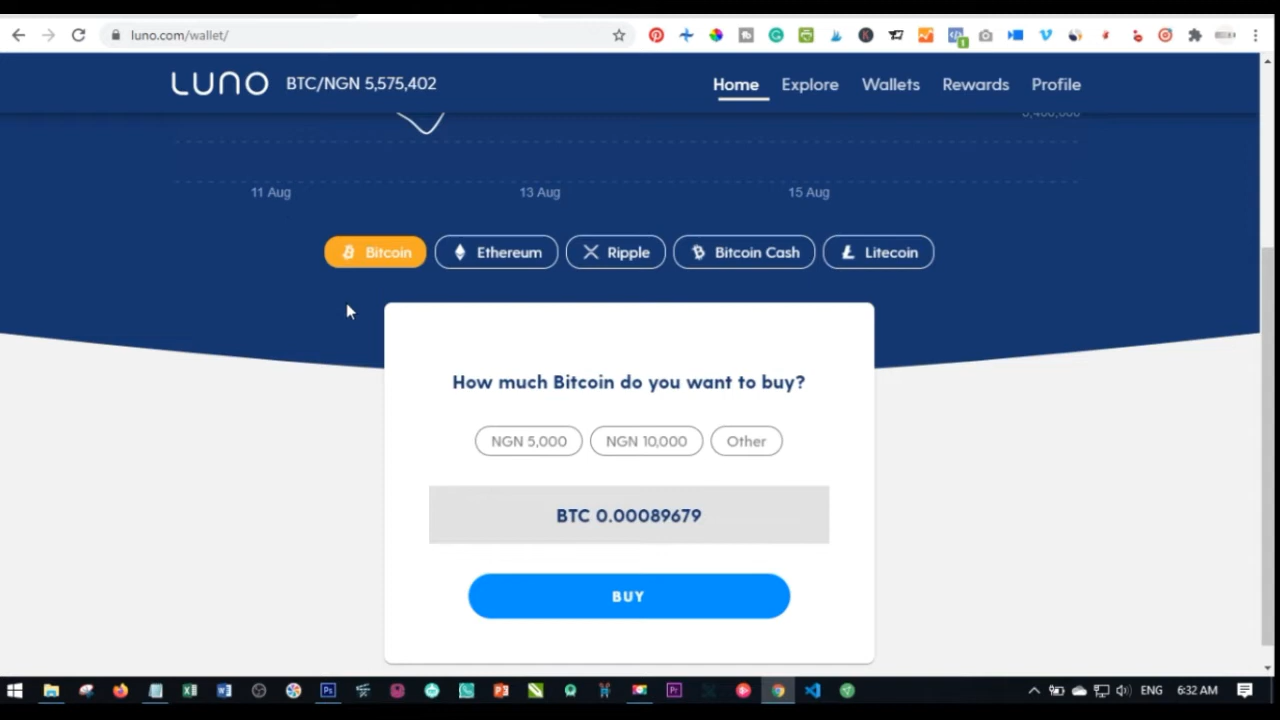 luno.com/wallet/
LUNO BTC/NGN 5,575,402 Home Explore Wallets Rewards Profile
11 Aug 13 Aug 15 Aug
Bitcoin Ethereum Ripple Bitcoin Cash Litecoin
How much Bitcoin do you want to buy?
NGN 5,000 NGN 10,000 Other
BTC 0.00089679
BUY
ENG 6:32 AM